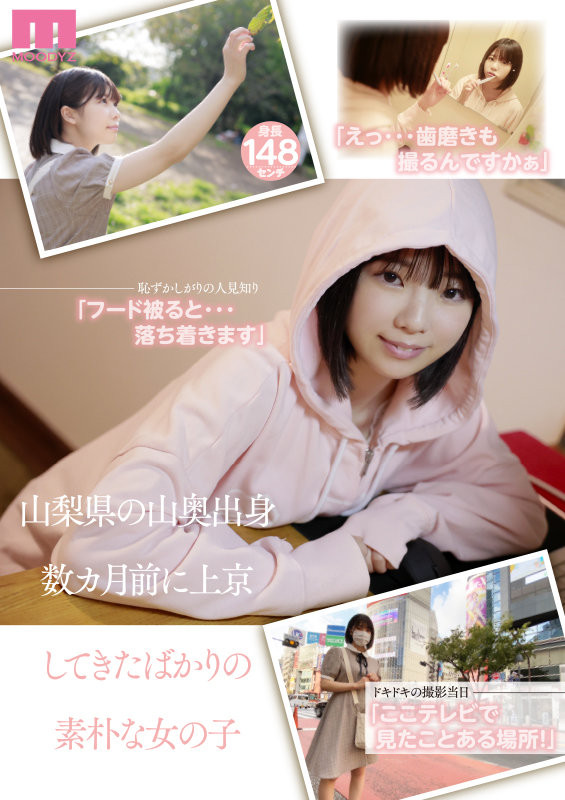 MOODYZ
身長
148
センチ
「えっ・・・歯磨きも
撮るんですかぁ」
恥ずかしがりの人見知り
「フード被ると・・・
落ち着きます」
山梨県の山奥出身
数カ月前に上京
してきたばかりの
素朴な女の子
ドキドキの撮影当日
「ここテレビで
見たことある場所!」